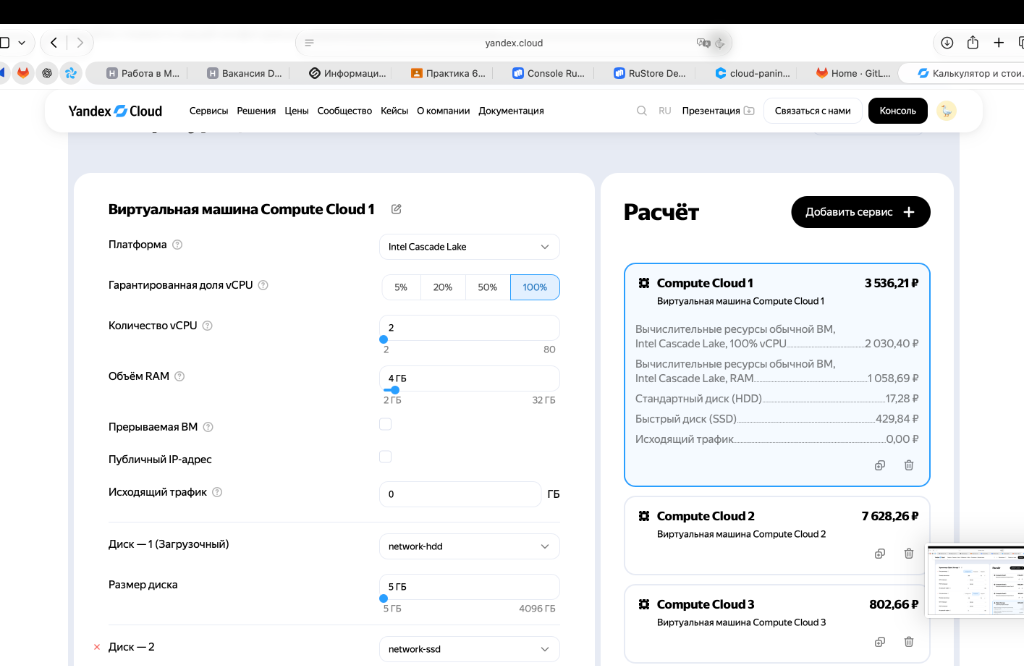 yandex.cloud
Работа в М...
Вакансия D...
Информаци...
Практика 6...
Console Ru...
RuStore De...
cloud-panin...
Home · GitL...
Калькулятор и стои...
Yandex Cloud
Сервисы
Решения
Цены
Сообщество
Кейсы
О компании
Документация
RU
Презентация
Связаться с нами
Консоль
Виртуальная машина Compute Cloud 1
Платформа
Intel Cascade Lake
Гарантированная доля vCPU
5%
20%
50%
100%
Количество vCPU
2
2
80
Объём RAM
4 ГБ
2 ГБ
32 ГБ
Прерываемая ВМ
Публичный IP-адрес
Исходящий трафик
0
ГБ
Диск — 1 (Загрузочный)
network-hdd
Размер диска
5 ГБ
5 ГБ
4096 ГБ
Диск — 2
network-ssd
Расчёт
Добавить сервис
Compute Cloud 1
3 536,21 ₽
Виртуальная машина Compute Cloud 1
Вычислительные ресурсы обычной ВМ,
Intel Cascade Lake, 100% vCPU
2 030,40 ₽
Вычислительные ресурсы обычной ВМ,
Intel Cascade Lake, RAM
1 058,69 ₽
Стандартный диск (HDD)
17,28 ₽
Быстрый диск (SSD)
429,84 ₽
Исходящий трафик
0,00 ₽
Compute Cloud 2
7 628,26 ₽
Виртуальная машина Compute Cloud 2
Compute Cloud 3
802,66 ₽
Виртуальная машина Compute Cloud 3